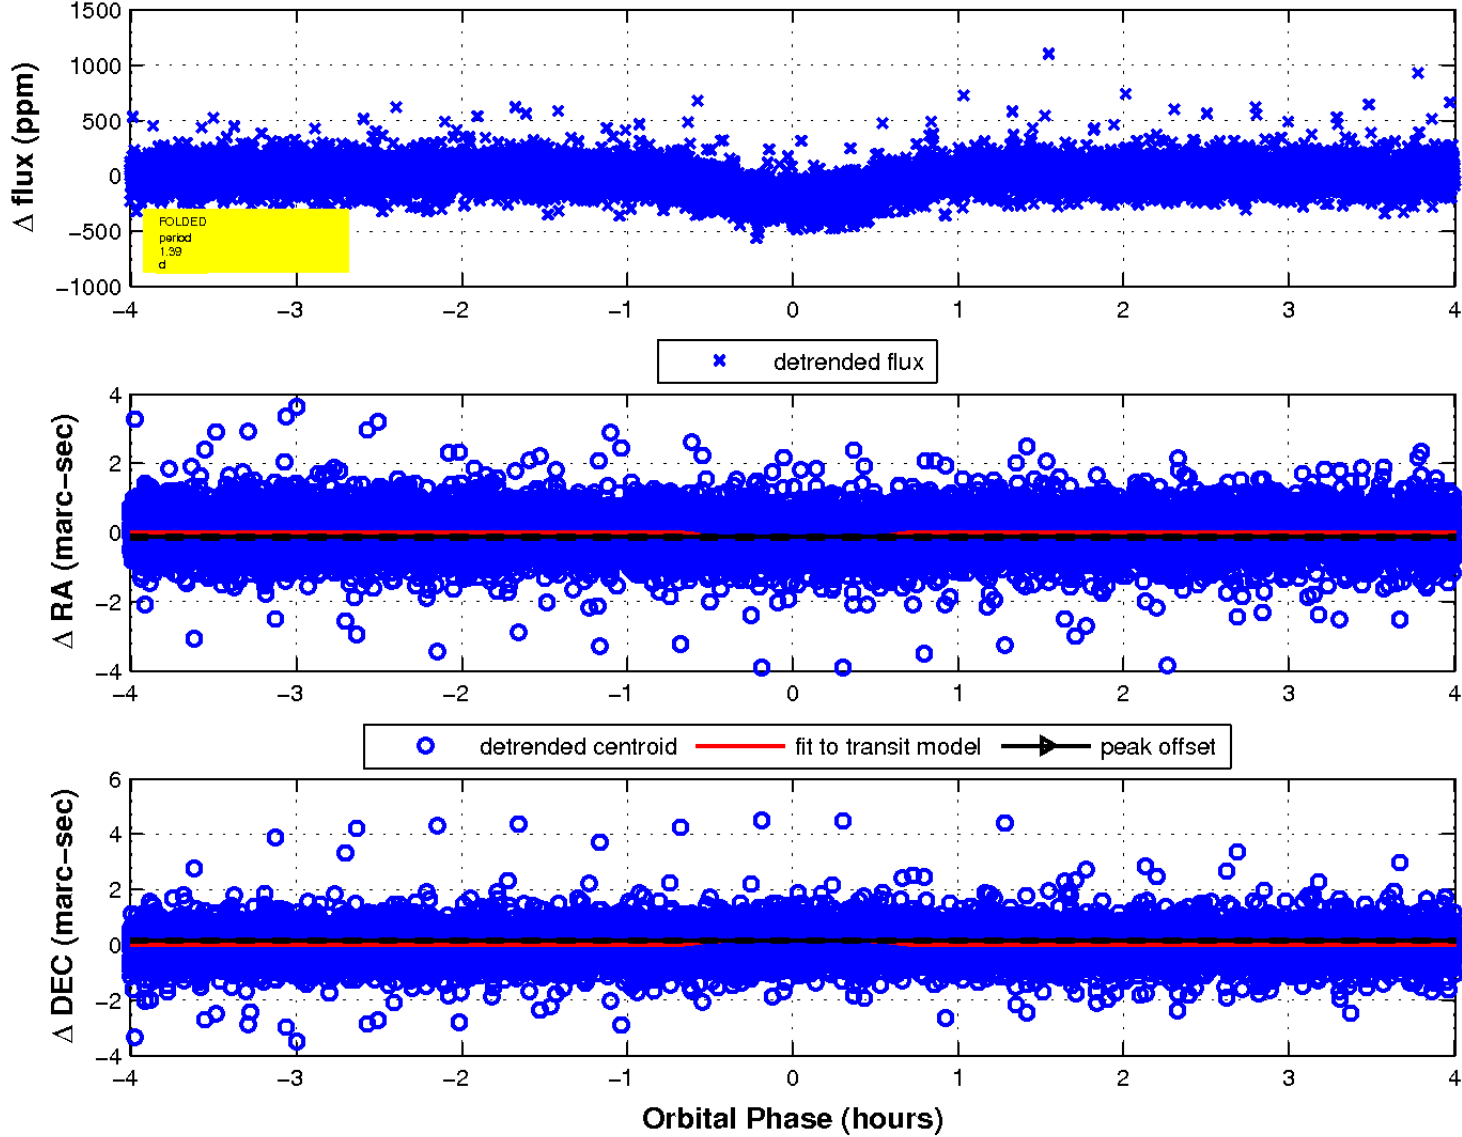 1500
1000
500
0
−500
−1000
Δ flux (ppm)
FOLDED
period
1.39
d
−4 −3 −2 −1 0 1 2 3 4
detrended flux
4
2
0
−2
−4
Δ RA (marc−sec)
−4 −3 −2 −1 0 1 2 3 4
detrended centroid fit to transit model peak offset
6
4
2
0
−2
−4
Δ DEC (marc−sec)
−4 −3 −2 −1 0 1 2 3 4
Orbital Phase (hours)